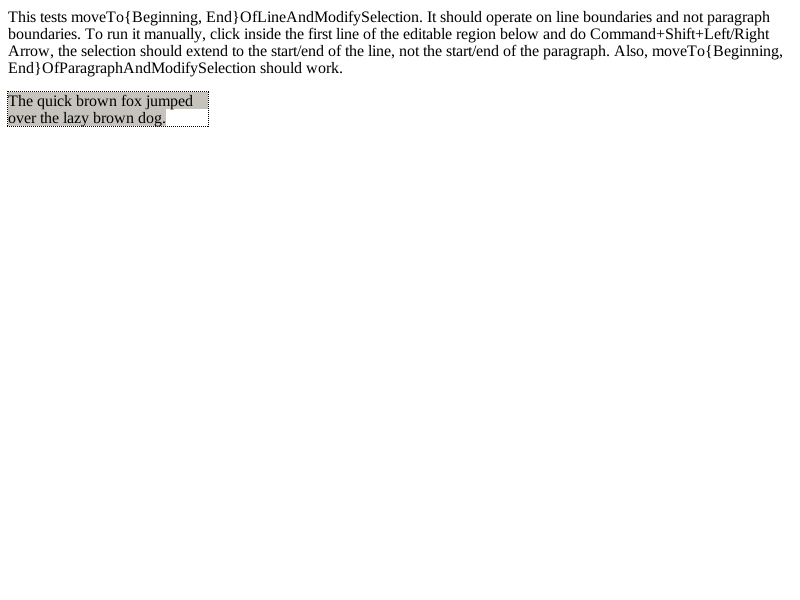 This tests moveTo{Beginning, End}OfLineAndModifySelection. It should operate on line boundaries and not paragraph
boundaries. To run it manually, click inside the first line of the editable region below and do Command+Shift+Left/Right
Arrow, the selection should extend to the start/end of the line, not the start/end of the paragraph. Also, moveTo{Beginning,
End}OfParagraphAndModifySelection should work.
The quick brown fox jumped
over the lazy brown dog.